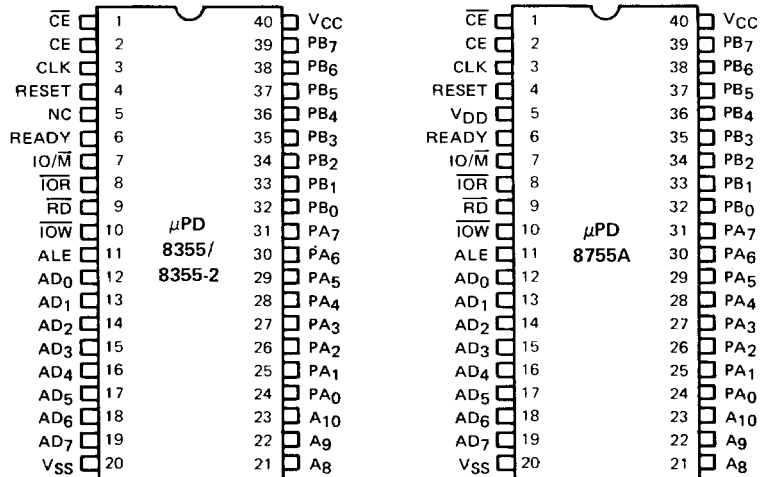 C̅E̅ 1 40 VCC
CE 2 39 PB7
CLK 3 38 PB6
RESET 4 37 PB5
NC 5 36 PB4
READY 6 35 PB3
IO/M̅ 7 34 PB2
I̅O̅R̅ 8 33 PB1
R̅D̅ 9 32 PB0
I̅O̅W̅ 10 31 PA7
ALE 11 30 PA6
AD0 12 29 PA5
AD1 13 28 PA4
AD2 14 27 PA3
AD3 15 26 PA2
AD4 16 25 PA1
AD5 17 24 PA0
AD6 18 23 A10
AD7 19 22 A9
VSS 20 21 A8
μPD
8355/
8355-2
C̅E̅ 1 40 VCC
CE 2 39 PB7
CLK 3 38 PB6
RESET 4 37 PB5
VDD 5 36 PB4
READY 6 35 PB3
IO/M̅ 7 34 PB2
I̅O̅R̅ 8 33 PB1
R̅D̅ 9 32 PB0
I̅O̅W̅ 10 31 PA7
ALE 11 30 PA6
AD0 12 29 PA5
AD1 13 28 PA4
AD2 14 27 PA3
AD3 15 26 PA2
AD4 16 25 PA1
AD5 17 24 PA0
AD6 18 23 A10
AD7 19 22 A9
VSS 20 21 A8
μPD
8755A